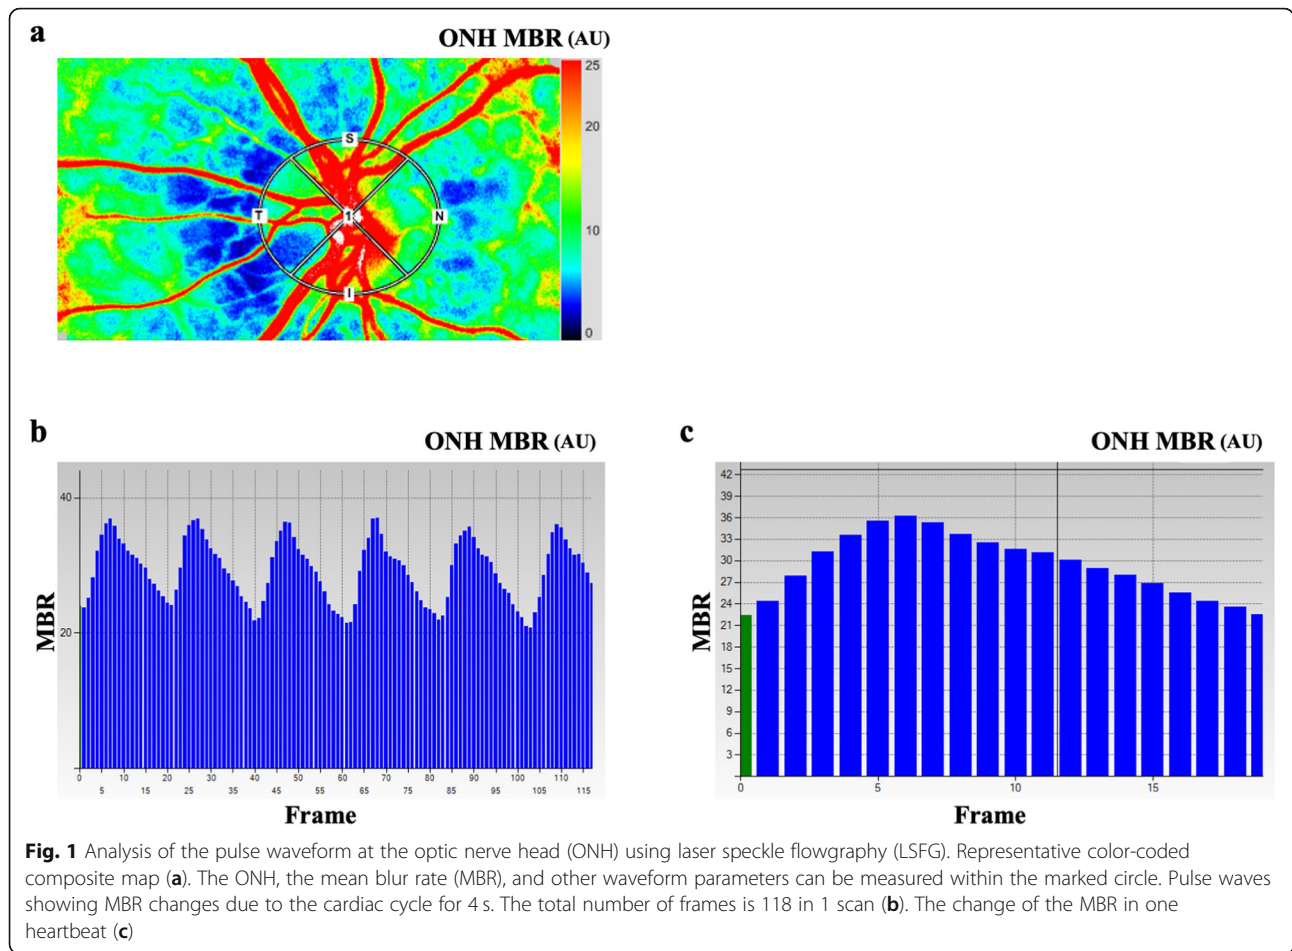 a
ONH MBR (AU)
25
20
10
0
S
T
1
N
I
b
ONH MBR (AU)
MBR
40
20
0 10 20 30 40 50 60 70 80 90 100 110
5 15 25 35 45 55 65 75 85 95 105 115
Frame
c
ONH MBR (AU)
MBR
42
39
36
33
30
27
24
21
18
15
12
9
6
3
0 5 10 15
Frame
Fig. 1 Analysis of the pulse waveform at the optic nerve head (ONH) using laser speckle flowgraphy (LSFG). Representative color-coded
composite map (a). The ONH, the mean blur rate (MBR), and other waveform parameters can be measured within the marked circle. Pulse waves
showing MBR changes due to the cardiac cycle for 4 s. The total number of frames is 118 in 1 scan (b). The change of the MBR in one
heartbeat (c)